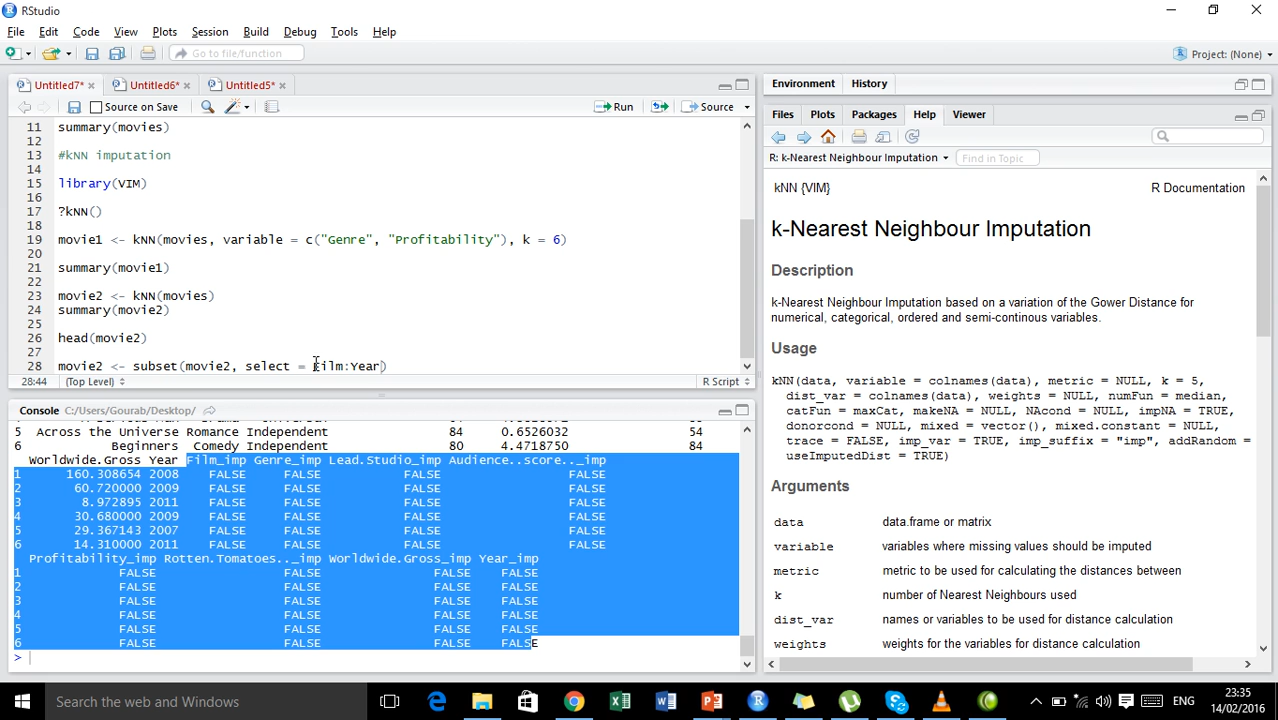 RStudio
File Edit Code View Plots Session Build Debug Tools Help
Go to file/function
Project: (None)
Untitled7* Untitled6* Untitled5*
Source on Save Run Source
11 summary(movies)
12
13 #kNN imputation
14
15 library(VIM)
16
17 ?kNN()
18
19 movie1 <- kNN(movies, variable = c("Genre", "Profitability"), k = 6)
20
21 summary(movie1)
22
23 movie2 <- kNN(movies)
24 summary(movie2)
25
26 head(movie2)
27
28 movie2 <- subset(movie2, select = Film:Year)
28:44 (Top Level) R Script
Console C:/Users/Gourab/Desktop/
5 Across the Universe Romance Independent 84 0.6526032 54
6 Beginners Comedy Independent 80 4.4718750 84
Worldwide.Gross Year Film_imp Genre_imp Lead.Studio_imp Audience..score.._imp
1 160.308654 2008 FALSE FALSE FALSE FALSE
2 60.720000 2009 FALSE FALSE FALSE FALSE
3 8.972895 2011 FALSE FALSE FALSE FALSE
4 30.680000 2009 FALSE FALSE FALSE FALSE
5 29.367143 2007 FALSE FALSE FALSE FALSE
6 14.310000 2011 FALSE FALSE FALSE FALSE
Profitability_imp Rotten.Tomatoes.._imp Worldwide.Gross_imp Year_imp
1 FALSE FALSE FALSE FALSE
2 FALSE FALSE FALSE FALSE
3 FALSE FALSE FALSE FALSE
4 FALSE FALSE FALSE FALSE
5 FALSE FALSE FALSE FALSE
6 FALSE FALSE FALSE FALSE
>
Environment History
Files Plots Packages Help Viewer
R: k-Nearest Neighbour Imputation Find in Topic
kNN {VIM} R Documentation
k-Nearest Neighbour Imputation
Description
k-Nearest Neighbour Imputation based on a variation of the Gower Distance for
numerical, categorical, ordered and semi-continous variables.
Usage
kNN(data, variable = colnames(data), metric = NULL, k = 5,
dist_var = colnames(data), weights = NULL, numFun = median,
catFun = maxCat, makeNA = NULL, NAcond = NULL, impNA = TRUE,
donorcond = NULL, mixed = vector(), mixed.constant = NULL,
trace = FALSE, imp_var = TRUE, imp_suffix = "imp", addRandom =
useImputedDist = TRUE)
Arguments
data data.frame or matrix
variable variables where missing values should be imputed
metric metric to be used for calculating the distances between
k number of Nearest Neighbours used
dist_var names or variables to be used for distance calculation
weights weights for the variables for distance calculation
Search the web and Windows
ENG
23:35
14/02/2016